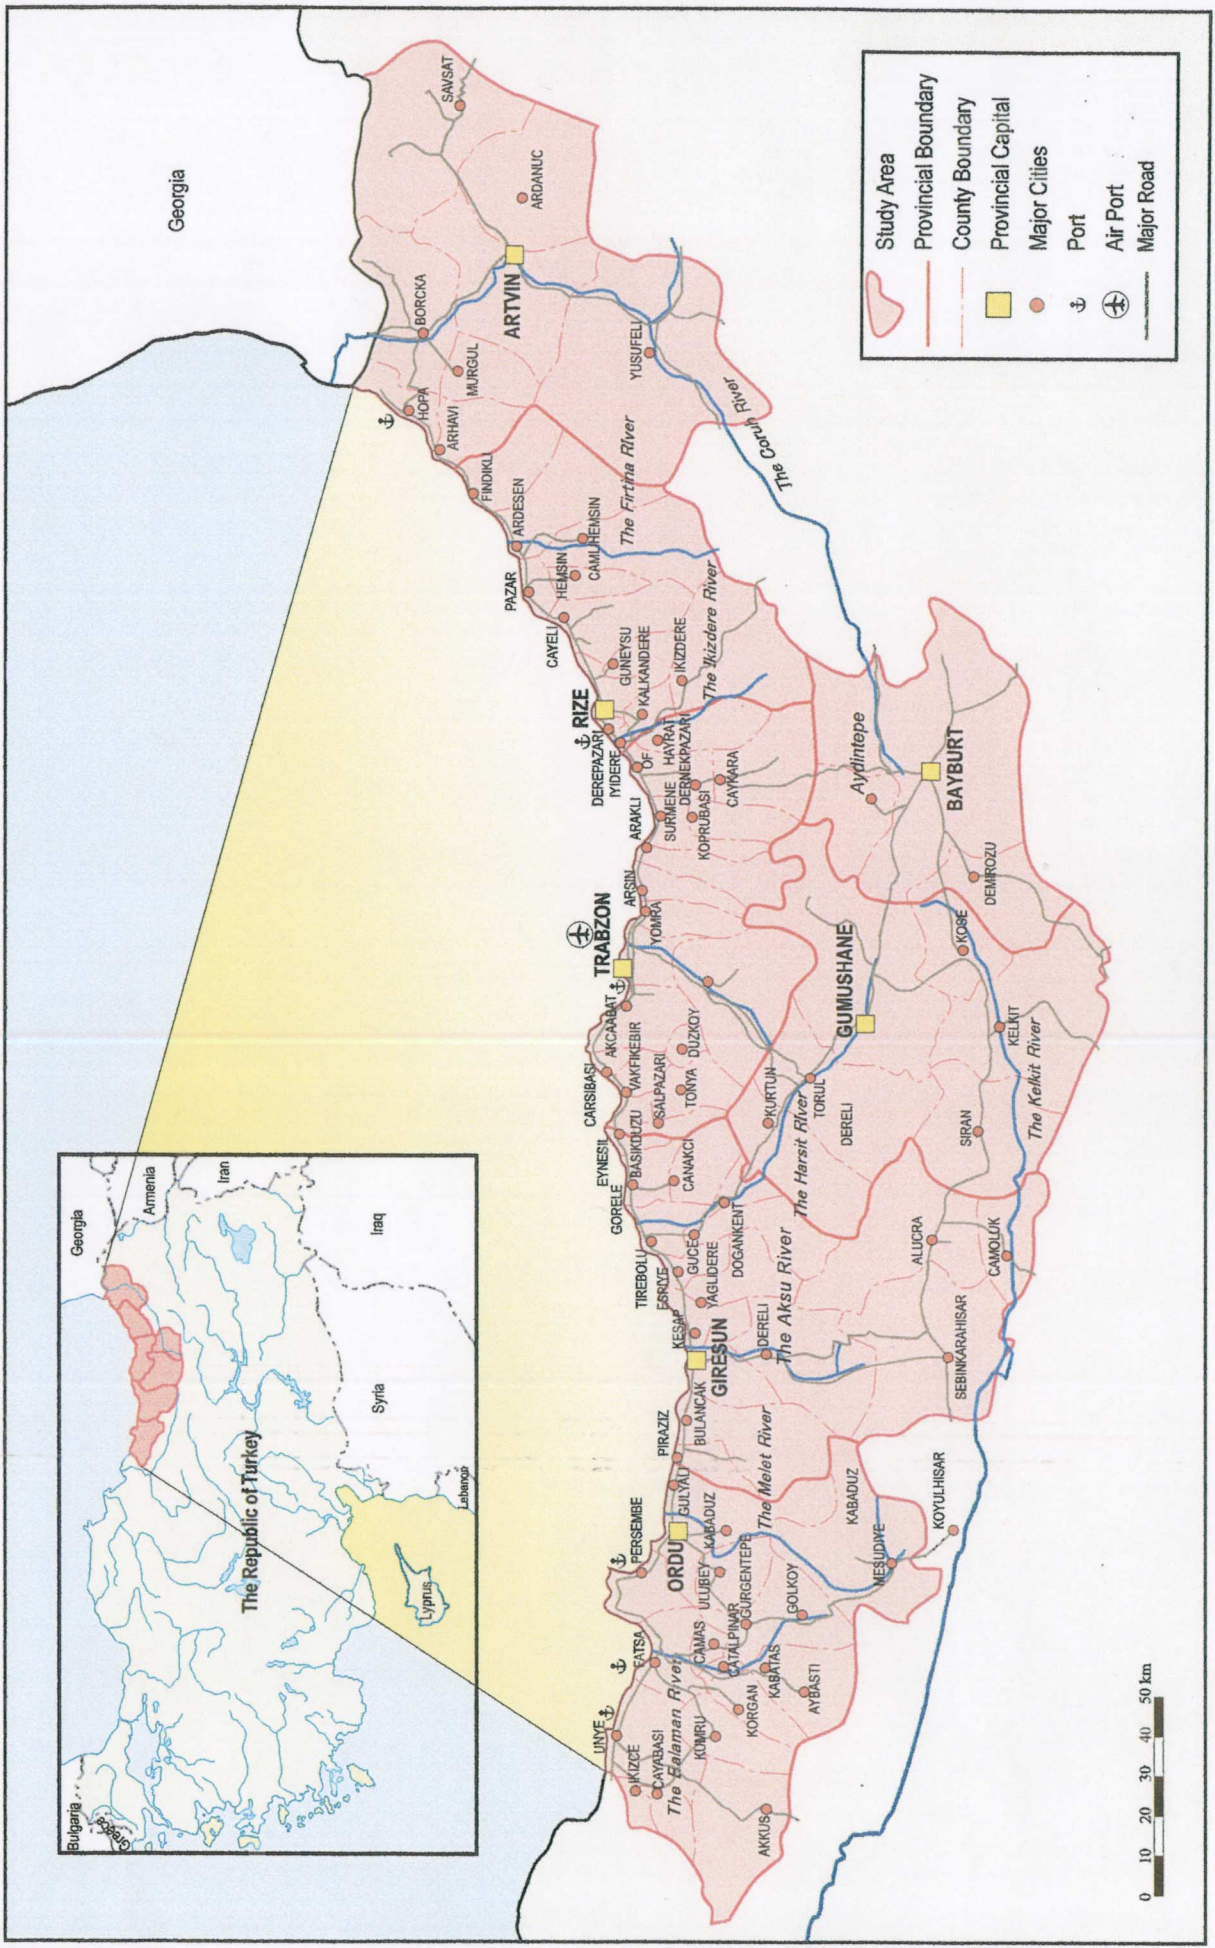 Bulgaria
Greece
Georgia
Armenia
Iran
Iraq
Syria
Lebanon
Lyprus
The Republic of Turkey
Georgia
UNYE
IKIZCE
CAYABASI
The Balaman River
AKKUS
KUMRU
KORGAN
FATSA
CAMAS
CATALPINAR
KABATAS
AYBASTI
GOLKOY
GURGENTEPE
ULUBEY
PERSEMBE
ORDU
KABADUZ
GULYALI
The Melet River
KABADUZ
MESUDIYE
KOYULHISAR
PIRAZIZ
BULANCAK
GIRESUN
KESAP
DERELI
The Aksu River
SEBINKARAHISAR
ALUCRA
CAMOLUK
YAGLIDERE
ESRIYE
GUCE
TIREBOLU
DOGANKENT
GORELE
EYNESIL
CANAKCI
BASIKDUZU
CARSIBASI
VAKFIKEBIR
SALPAZARI
TONYA
DUZKOY
AKCAABAT
KURTUN
The Harsit River
TORUL
DERELI
SIRAN
The Kelkit River
KELKIT
KOSE
GUMUSHANE
TRABZON
YOMRA
ARSIN
ARAKLI
SURMENE
KOPRUBASI
DERNEKPAZARI
CAYKARA
HAYRAT
OF
IYIDERE
DEREPAZARI
RIZE
KALKANDERE
GUNEYSU
IKIZDERE
The Ikizdere River
DEMIROZU
BAYBURT
Aydintepe
CAYELI
PAZAR
HEMSIN
CAMLIHEMSIN
ARDESEN
The Firtina River
FINDIKLI
ARHAVI
HOPA
MURGUL
BORCKA
ARTVIN
YUSUFELI
The Coruh River
ARDANUC
SAVSAT
Study Area
Provincial Boundary
County Boundary
Provincial Capital
Major Cities
Port
Air Port
Major Road
0 10 20 30 40 50 km